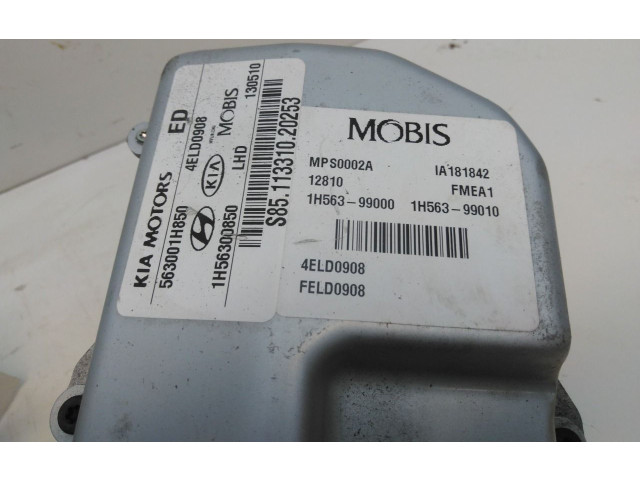 KIA MOTORS
ED
563001H850
4ELD0908
KIA
MOBIS
130510
1H56300850
LHD
S85.113310.20253
MOBIS
MPS0002A IA181842
12810 FMEA1
1H563-99000 1H563-99010
4ELD0908
FELD0908